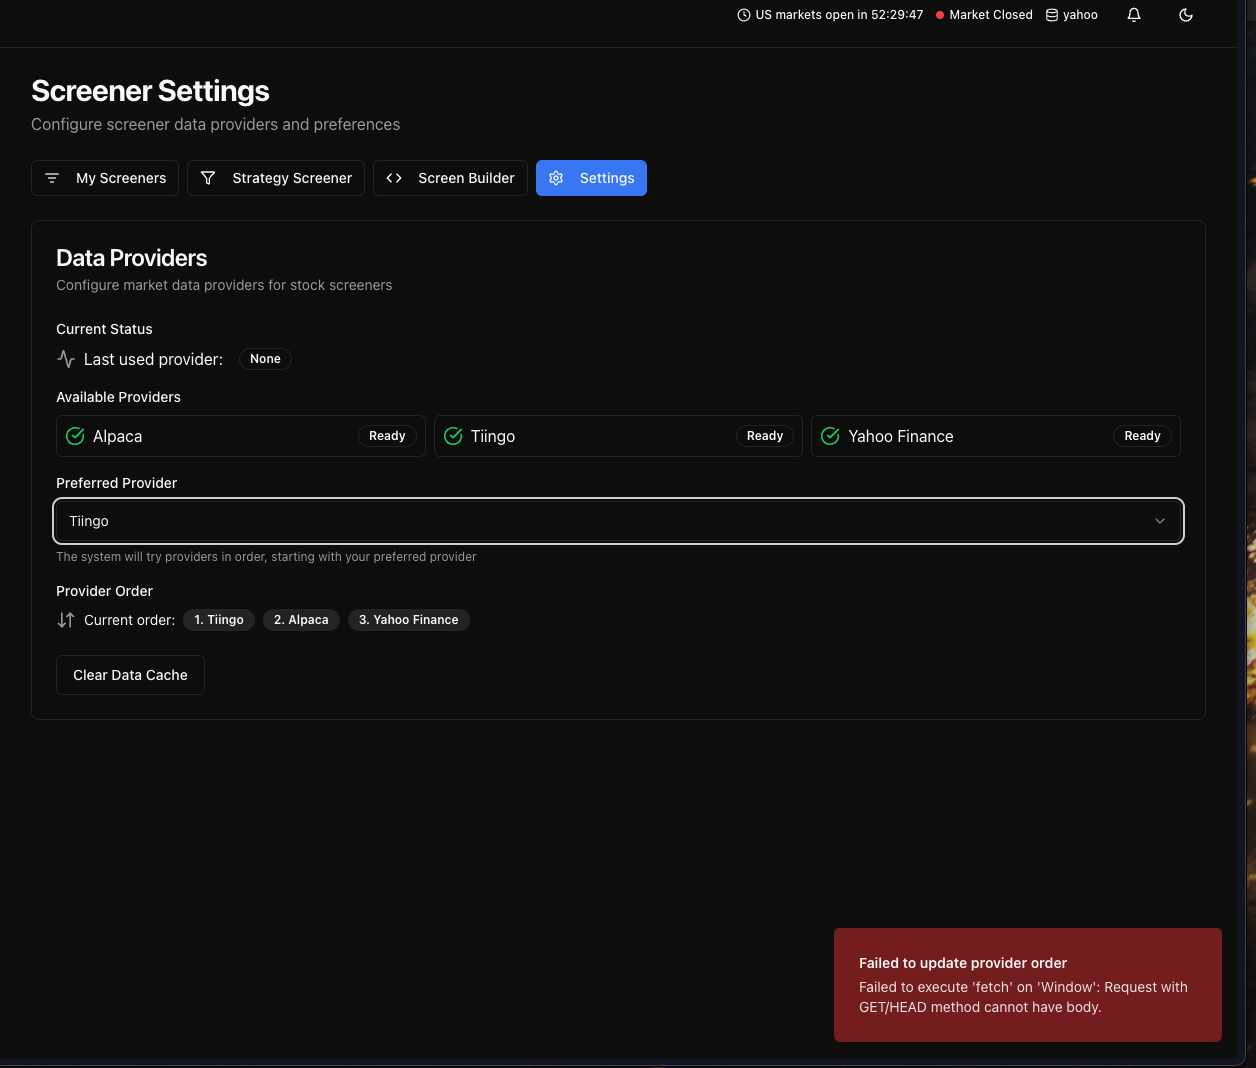 US markets open in 52:29:47 Market Closed yahoo
Screener Settings
Configure screener data providers and preferences
My Screeners Strategy Screener Screen Builder Settings
Data Providers
Configure market data providers for stock screeners
Current Status
Last used provider: None
Available Providers
Alpaca Ready Tiingo Ready Yahoo Finance Ready
Preferred Provider
Tiingo
The system will try providers in order, starting with your preferred provider
Provider Order
Current order: 1. Tiingo 2. Alpaca 3. Yahoo Finance
Clear Data Cache
Failed to update provider order
Failed to execute 'fetch' on 'Window': Request with
GET/HEAD method cannot have body.